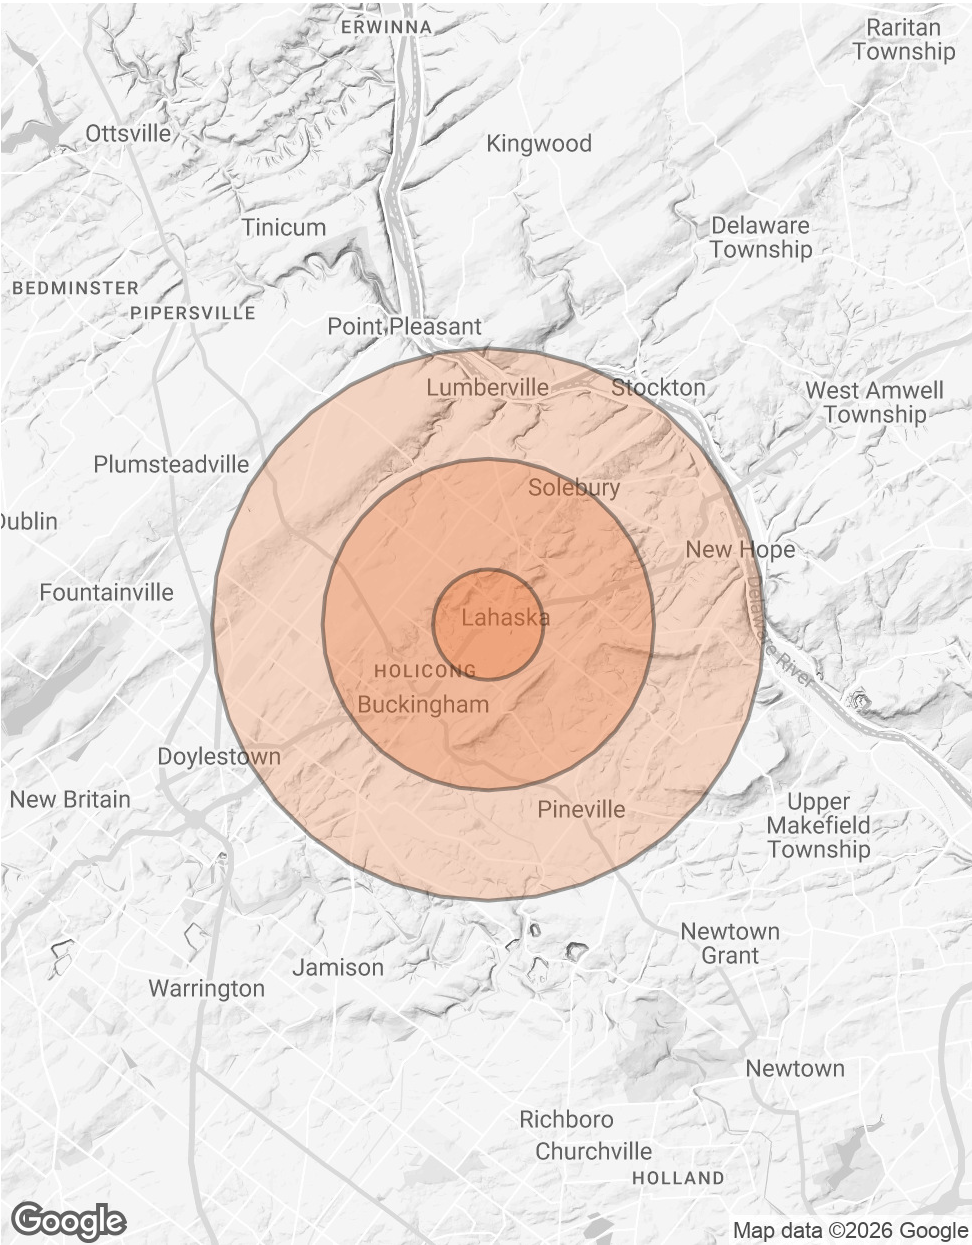 ERWINNA
Raritan
Township
Ottsville
Kingwood
Tinicum
Delaware
Township
BEDMINSTER
PIPERSVILLE
Point Pleasant
Lumberville
Stockton
West Amwell
Township
Plumsteadville
Solebury
Dublin
New Hope
Fountainville
Lahaska
Delaware River
HOLICONG
Buckingham
Doylestown
New Britain
Pineville
Upper
Makefield
Township
Newtown
Grant
Jamison
Warrington
Newtown
Richboro
Churchville
HOLLAND
Google
Map data ©2026 Google